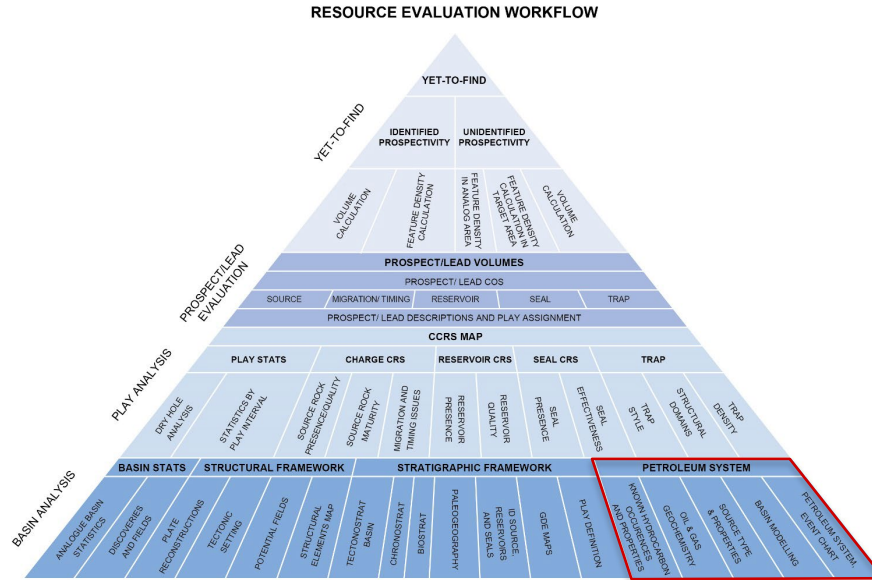 RESOURCE EVALUATION WORKFLOW
YET-TO-FIND
YET-TO-FIND
IDENTIFIED
PROSPECTIVITY
UNIDENTIFIED
PROSPECTIVITY
VOLUME
CALCULATION
FEATURE DENSITY
CALCULATION
FEATURE DENSITY
IN ANALOG AREA
FEATURE DENSITY
CALCULATION IN
TARGET AREA
VOLUME
CALCULATION
PROSPECT/LEAD
EVALUATION
PROSPECT/LEAD VOLUMES
PROSPECT/ LEAD COS
SOURCE
MIGRATION/ TIMING
RESERVOIR
SEAL
TRAP
PROSPECT/ LEAD DESCRIPTIONS AND PLAY ASSIGNMENT
PLAY ANALYSIS
CCRS MAP
PLAY STATS
CHARGE CRS
RESERVOIR CRS
SEAL CRS
TRAP
DRY HOLE
ANALYSIS
STATISTICS BY
PLAY INTERVAL
SOURCE ROCK
PRESENCE/QUALITY
SOURCE ROCK
MATURITY
MIGRATION AND
TIMING ISSUES
RESERVOIR
PRESENCE
RESERVOIR
QUALITY
SEAL
PRESENCE
SEAL
EFFECTIVENESS
TRAP
STYLE
STRUCTURAL
DOMAINS
TRAP
DENSITY
BASIN ANALYSIS
BASIN STATS
STRUCTURAL FRAMEWORK
STRATIGRAPHIC FRAMEWORK
PETROLEUM SYSTEM
ANALOGUE BASIN
STATISTICS
DISCOVERIES
AND FIELDS
PLATE
RECONSTRUCTIONS
TECTONIC
SETTING
POTENTIAL FIELDS
STRUCTURAL
ELEMENTS MAP
TECTONOSTRAT
BASIN
CHRONOSTRAT
BIOSTRAT
PALEOGEOGRAPHY
ID SOURCE,
RESERVOIRS
AND SEALS
GDE MAPS
PLAY DEFINITION
KNOWN HYDROCARBON
OCCURENCES
AND PROPERTIES
OIL & GAS
GEOCHEMISTRY
SOURCE TYPE
& PROPERTIES
BASIN MODELLING
PETROLEUM SYSTEM
EVENT CHART